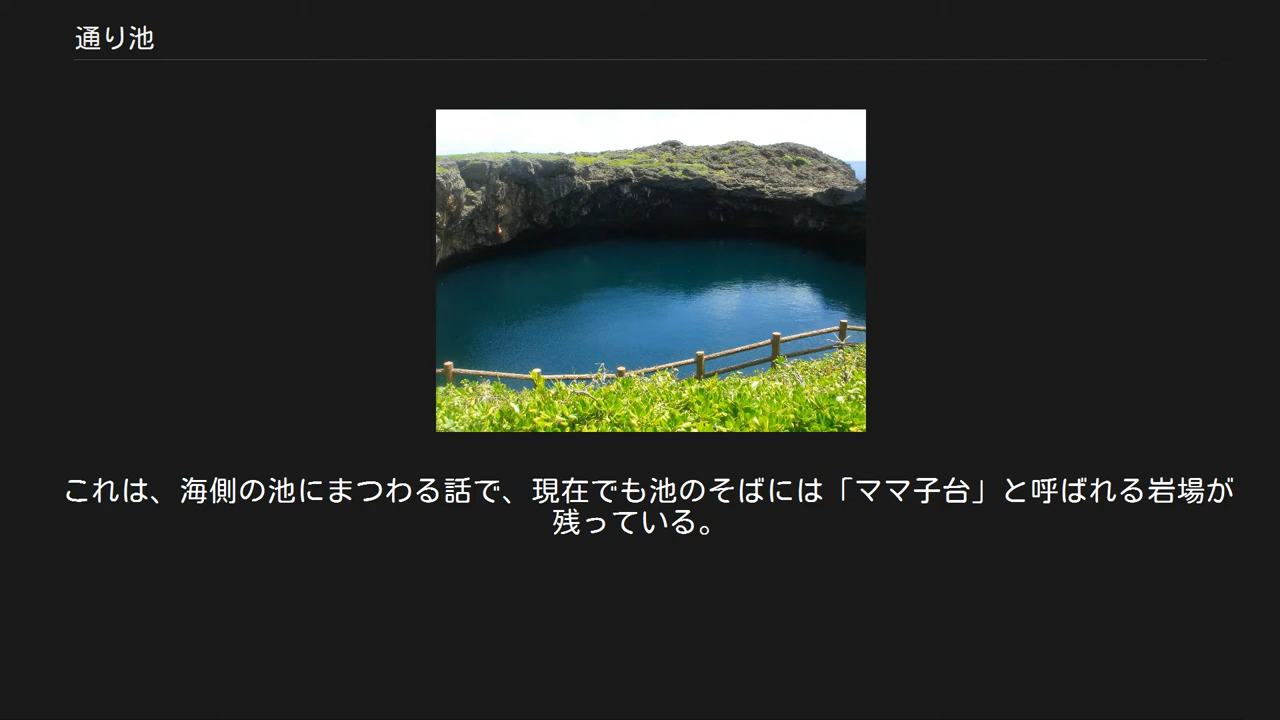 通り池
これは、海側の池にまつわる話で、現在でも池のそばには「ママ子台」と呼ばれる岩場が
残っている。